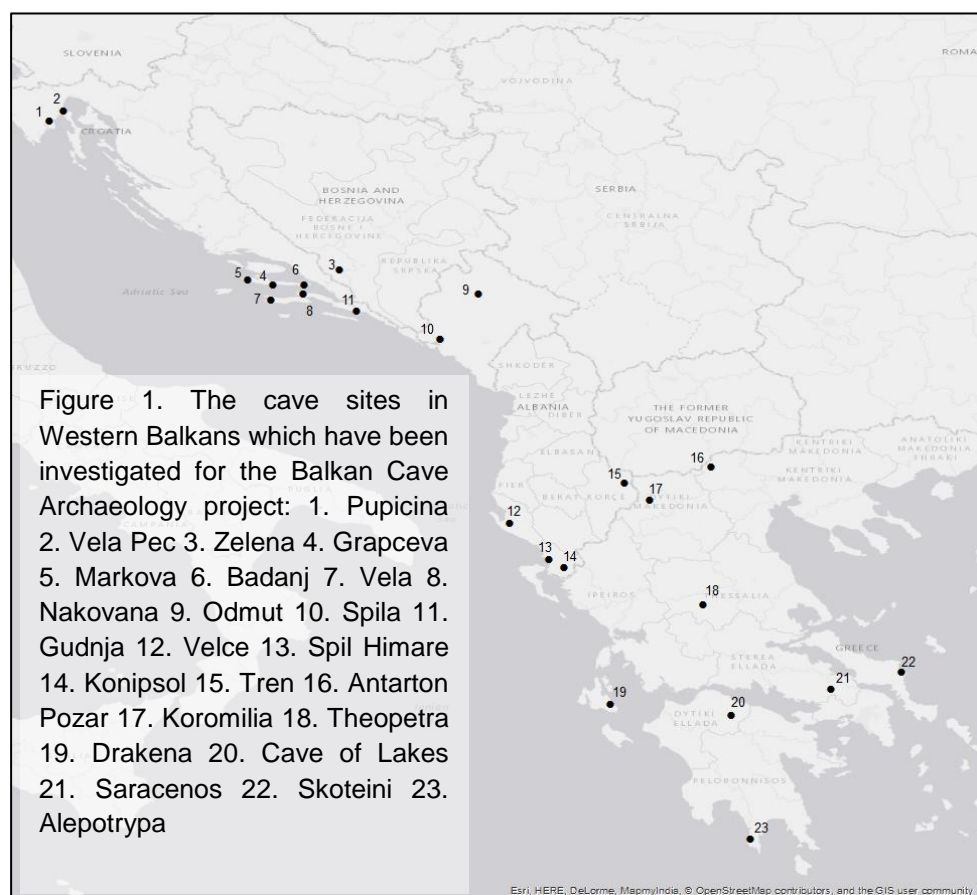 SLOVENIA
ROMA
VOJVODINA
2
1
CROATIA
BOSNIA AND
HERZEGOVINA
SERBIA
FEDERACIJA
BOSNE I
HERCEGOVINE
CENTRALNA
SRBIJA
REPUBLIKA
SRPSKA
3
5 4 6
Adriatic Sea
9
7 8 11
10
SHKODER
LEZHE
ALBANIA
DIBER
THE FORMER
YUGOSLAV REPUBLIC
OF MACEDONIA
KENTRIKI
MAKEDONIA
ANATOLIKI
MAKEDONIA
ELBASAN
16
KENTRIKI
MAKEDONIA
15
FIER
BERAT KORÇE
17
DYTIKI
MAKEDONIA
12
13 14
IPEIROS
18
THESSALIA
STEREA
ELLADA
GREECE
22
21
19
20
DYTIKI
ELLADA
PELOPONNISOS
23
Figure 1. The cave sites in
Western Balkans which have been
investigated for the Balkan Cave
Archaeology project: 1. Pupicina
2. Vela Pec 3. Zelena 4. Grapceva
5. Markova 6. Badanj 7. Vela 8.
Nakovana 9. Odmut 10. Spila 11.
Gudnja 12. Velce 13. Spil Himare
14. Konipsol 15. Tren 16. Antarton
Pozar 17. Koromilia 18. Theopetra
19. Drakena 20. Cave of Lakes
21. Saracenos 22. Skoteini 23.
Alepotrypa
Esri, HERE, DeLorme, MapmyIndia, © OpenStreetMap contributors, and the GIS user community